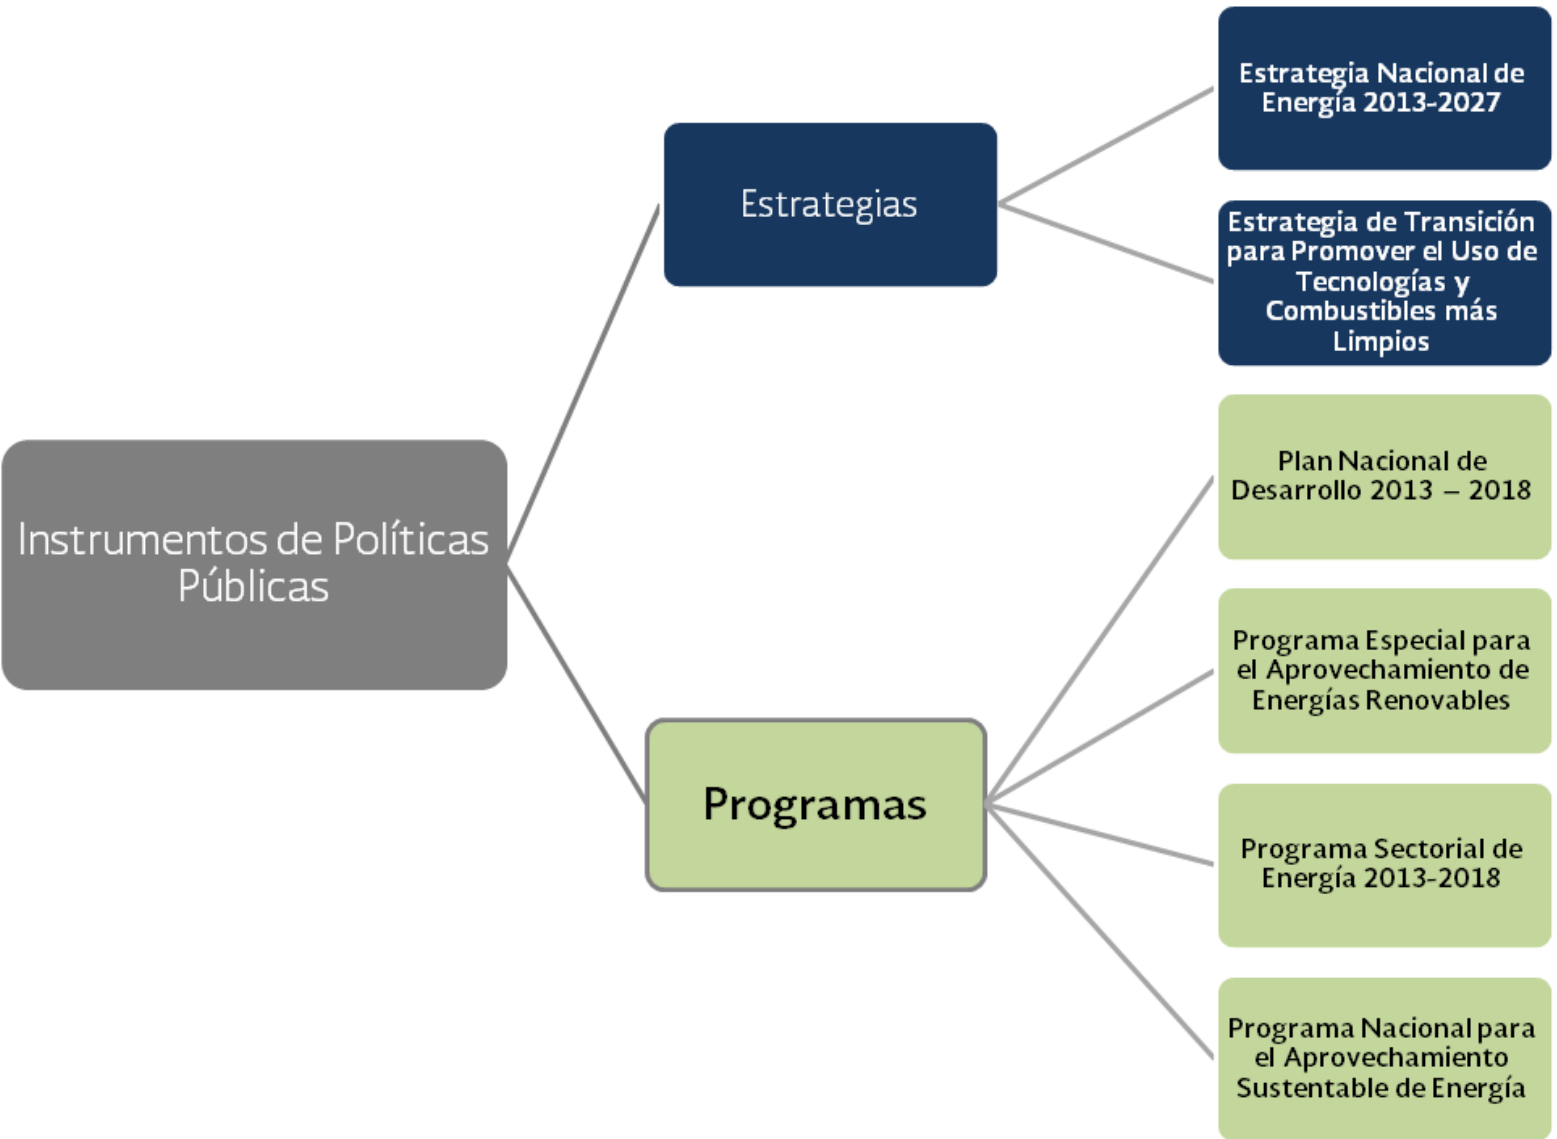 Instrumentos de Políticas
Públicas
Estrategias
Estrategia Nacional de
Energía 2013-2027
Estrategia de Transición
para Promover el Uso de
Tecnologías y
Combustibles más
Limpios
Programas
Plan Nacional de
Desarrollo 2013 – 2018
Programa Especial para
el Aprovechamiento de
Energías Renovables
Programa Sectorial de
Energía 2013-2018
Programa Nacional para
el Aprovechamiento
Sustentable de Energía